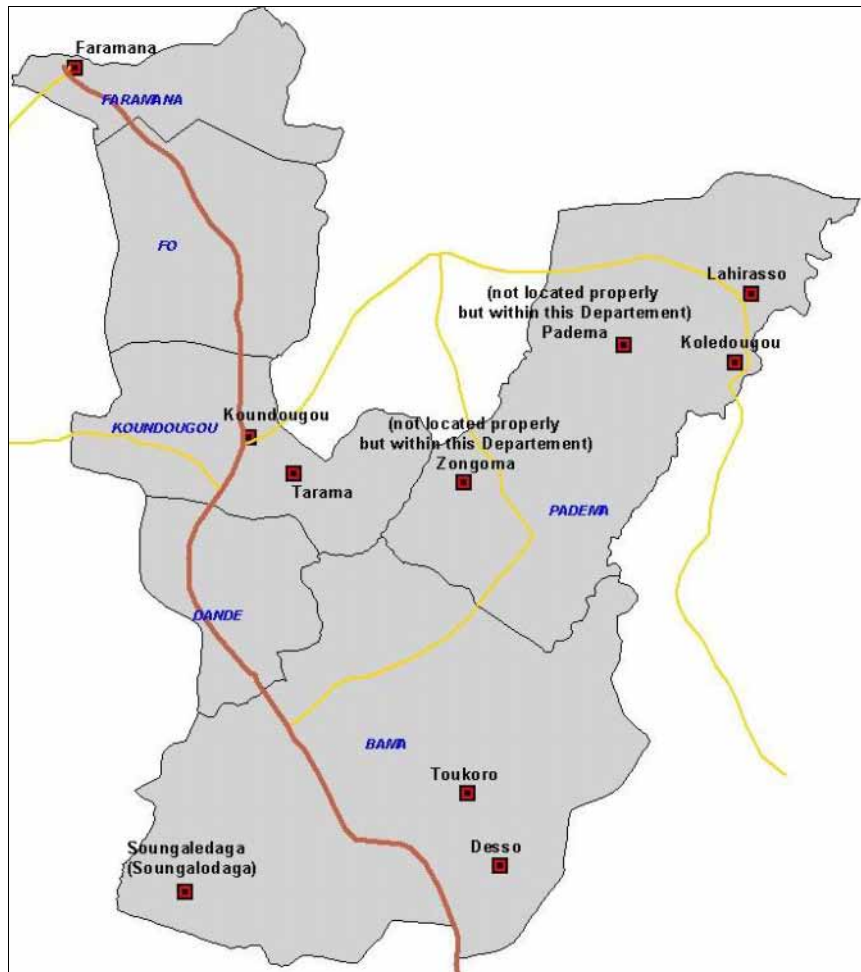 Faramana
FARAMANA
FO
Lahirasso
(not located properly
but within this Departement)
Padema
Koledougou
Koundougou
KOUNDOUGOU
(not located properly
but within this Departement)
Zongoma
Tarama
PADEMA
DANDE
BAMA
Toukoro
Desso
Soungaledaga
(Soungalodaga)